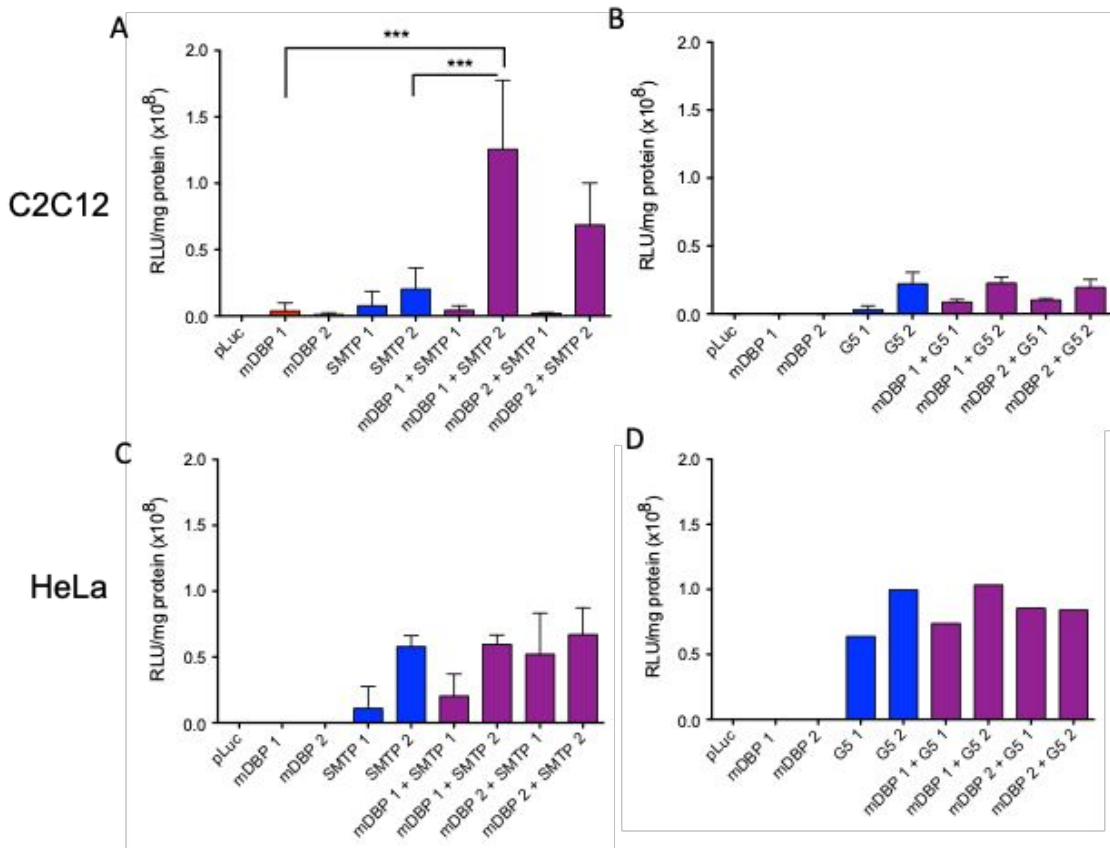 A
***
***
2.0
1.5
1.0
0.5
0.0
RLU/mg protein (x10⁸)
pLuc
mDBP 1
mDBP 2
SMTP 1
SMTP 2
mDBP 1 + SMTP 1
mDBP 1 + SMTP 2
mDBP 2 + SMTP 1
mDBP 2 + SMTP 2
B
2.0
1.5
1.0
0.5
0.0
RLU/mg protein (x10⁸)
pLuc
mDBP 1
mDBP 2
G5 1
G5 2
mDBP 1 + G5 1
mDBP 1 + G5 2
mDBP 2 + G5 1
mDBP 2 + G5 2
C2C12
C
2.0
1.5
1.0
0.5
0.0
RLU/mg protein (x10⁸)
pLuc
mDBP 1
mDBP 2
SMTP 1
SMTP 2
mDBP 1 + SMTP 1
mDBP 1 + SMTP 2
mDBP 2 + SMTP 1
mDBP 2 + SMTP 2
D
2.0
1.5
1.0
0.5
0.0
RLU/mg protein (x10⁸)
pLuc
mDBP 1
mDBP 2
G5 1
G5 2
mDBP 1 + G5 1
mDBP 1 + G5 2
mDBP 2 + G5 1
mDBP 2 + G5 2
HeLa